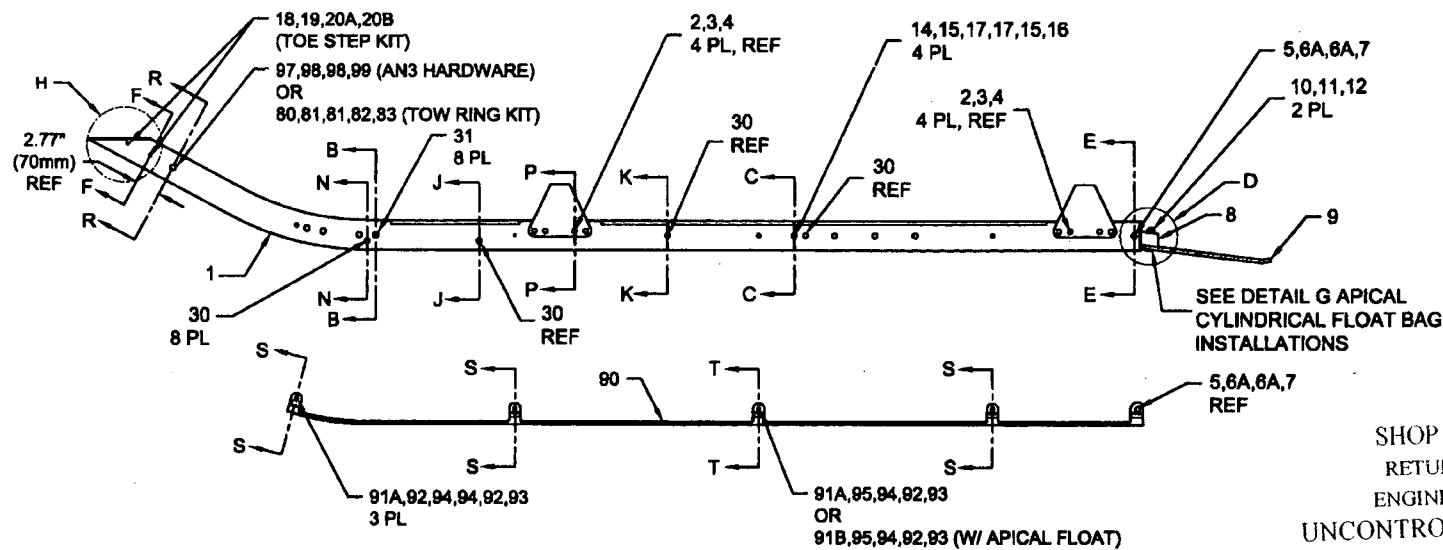 18,19,20A,20B
(TOE STEP KIT)
97,98,98,99 (AN3 HARDWARE)
OR
80,81,81,82,83 (TOW RING KIT)
2,3,4
4 PL, REF
14,15,17,17,15,16
4 PL
5,6A,6A,7
10,11,12
2 PL
2,3,4
4 PL, REF
H
R
F
2.77"
(70mm)
REF
F
R
31
8 PL
B
N
J
P
K
C
E
30
REF
30
REF
D
8
9
1
30
8 PL
N
B
J
P
K
C
E
30
REF
SEE DETAIL G APICAL
CYLINDRICAL FLOAT BAG
INSTALLATIONS
S
S
90
T
S
5,6A,6A,7
REF
S
S
T
S
91A,92,94,94,92,93
3 PL
91A,95,94,92,93
OR
91B,95,94,92,93 (W/ APICAL FLOAT)
SHOP